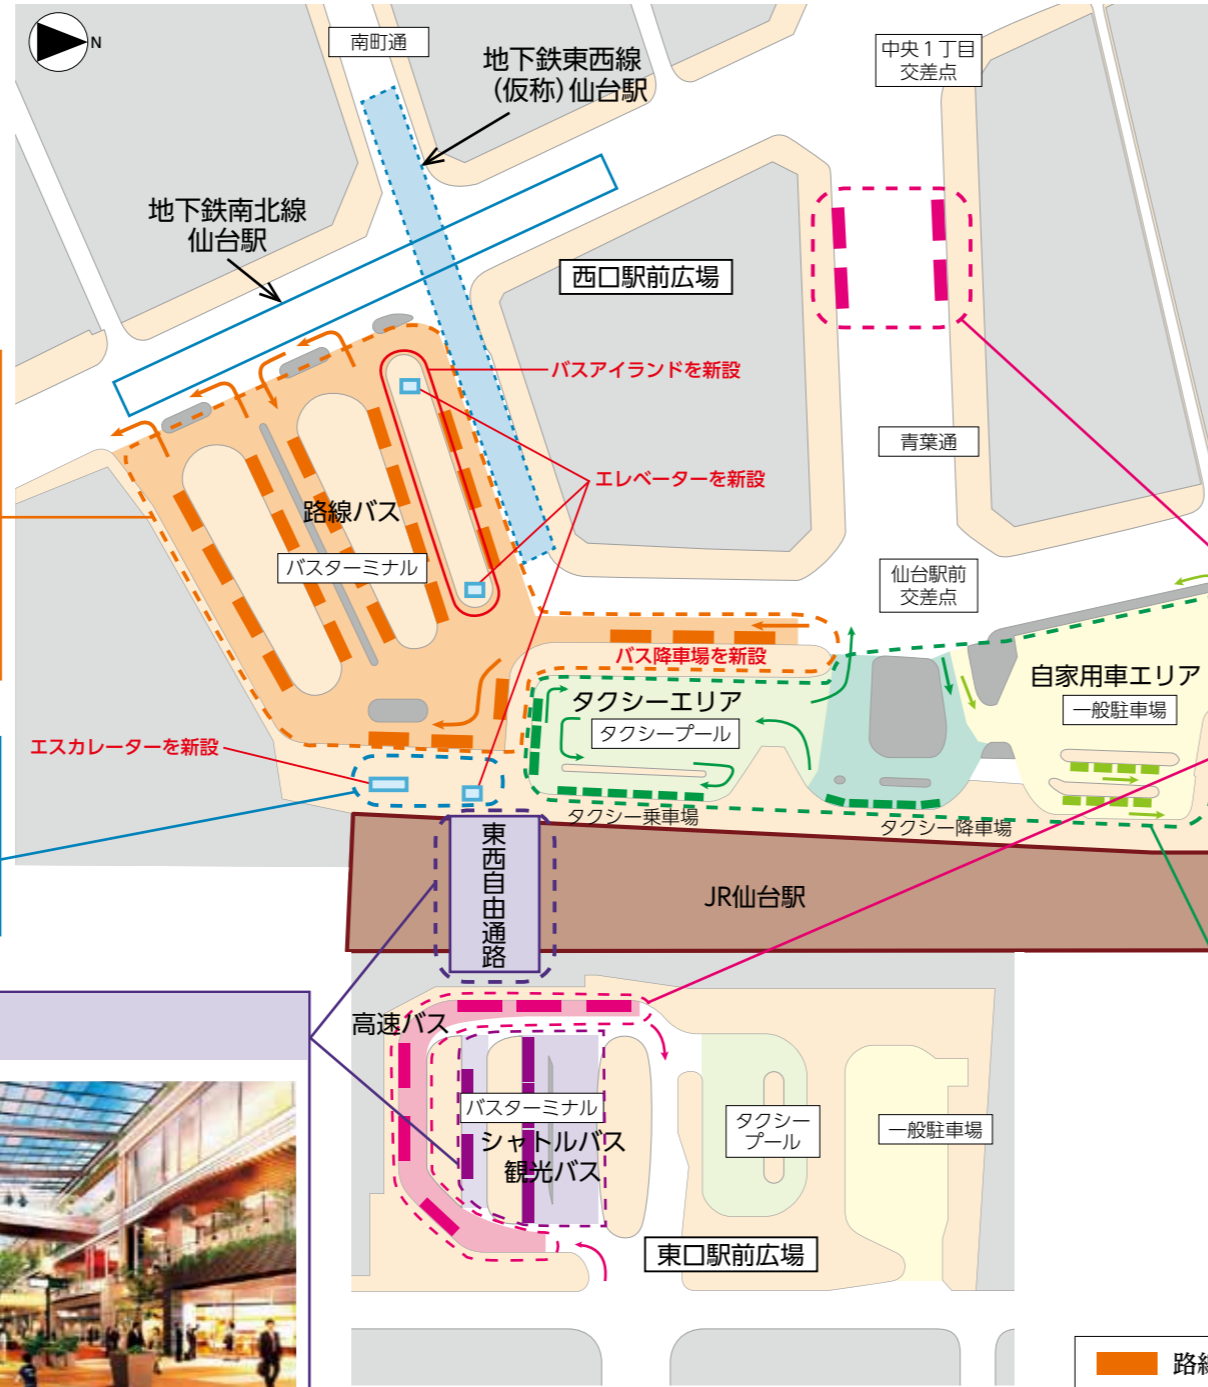 N
南町通
地下鉄東西線
(仮称)仙台駅
中央1丁目
交差点
地下鉄南北線
仙台駅
西口駅前広場
バスアイランドを新設
青葉通
エレベーターを新設
路線バス
バスターミナル
仙台駅前
交差点
バス降車場を新設
自家用車エリア
一般駐車場
タクシーエリア
タクシープール
エスカレーターを新設
タクシー乗車場
タクシー降車場
東西自由通路
JR仙台駅
高速バス
バスターミナル
シャトルバス
観光バス
タクシー
プール
一般駐車場
東口駅前広場
路線